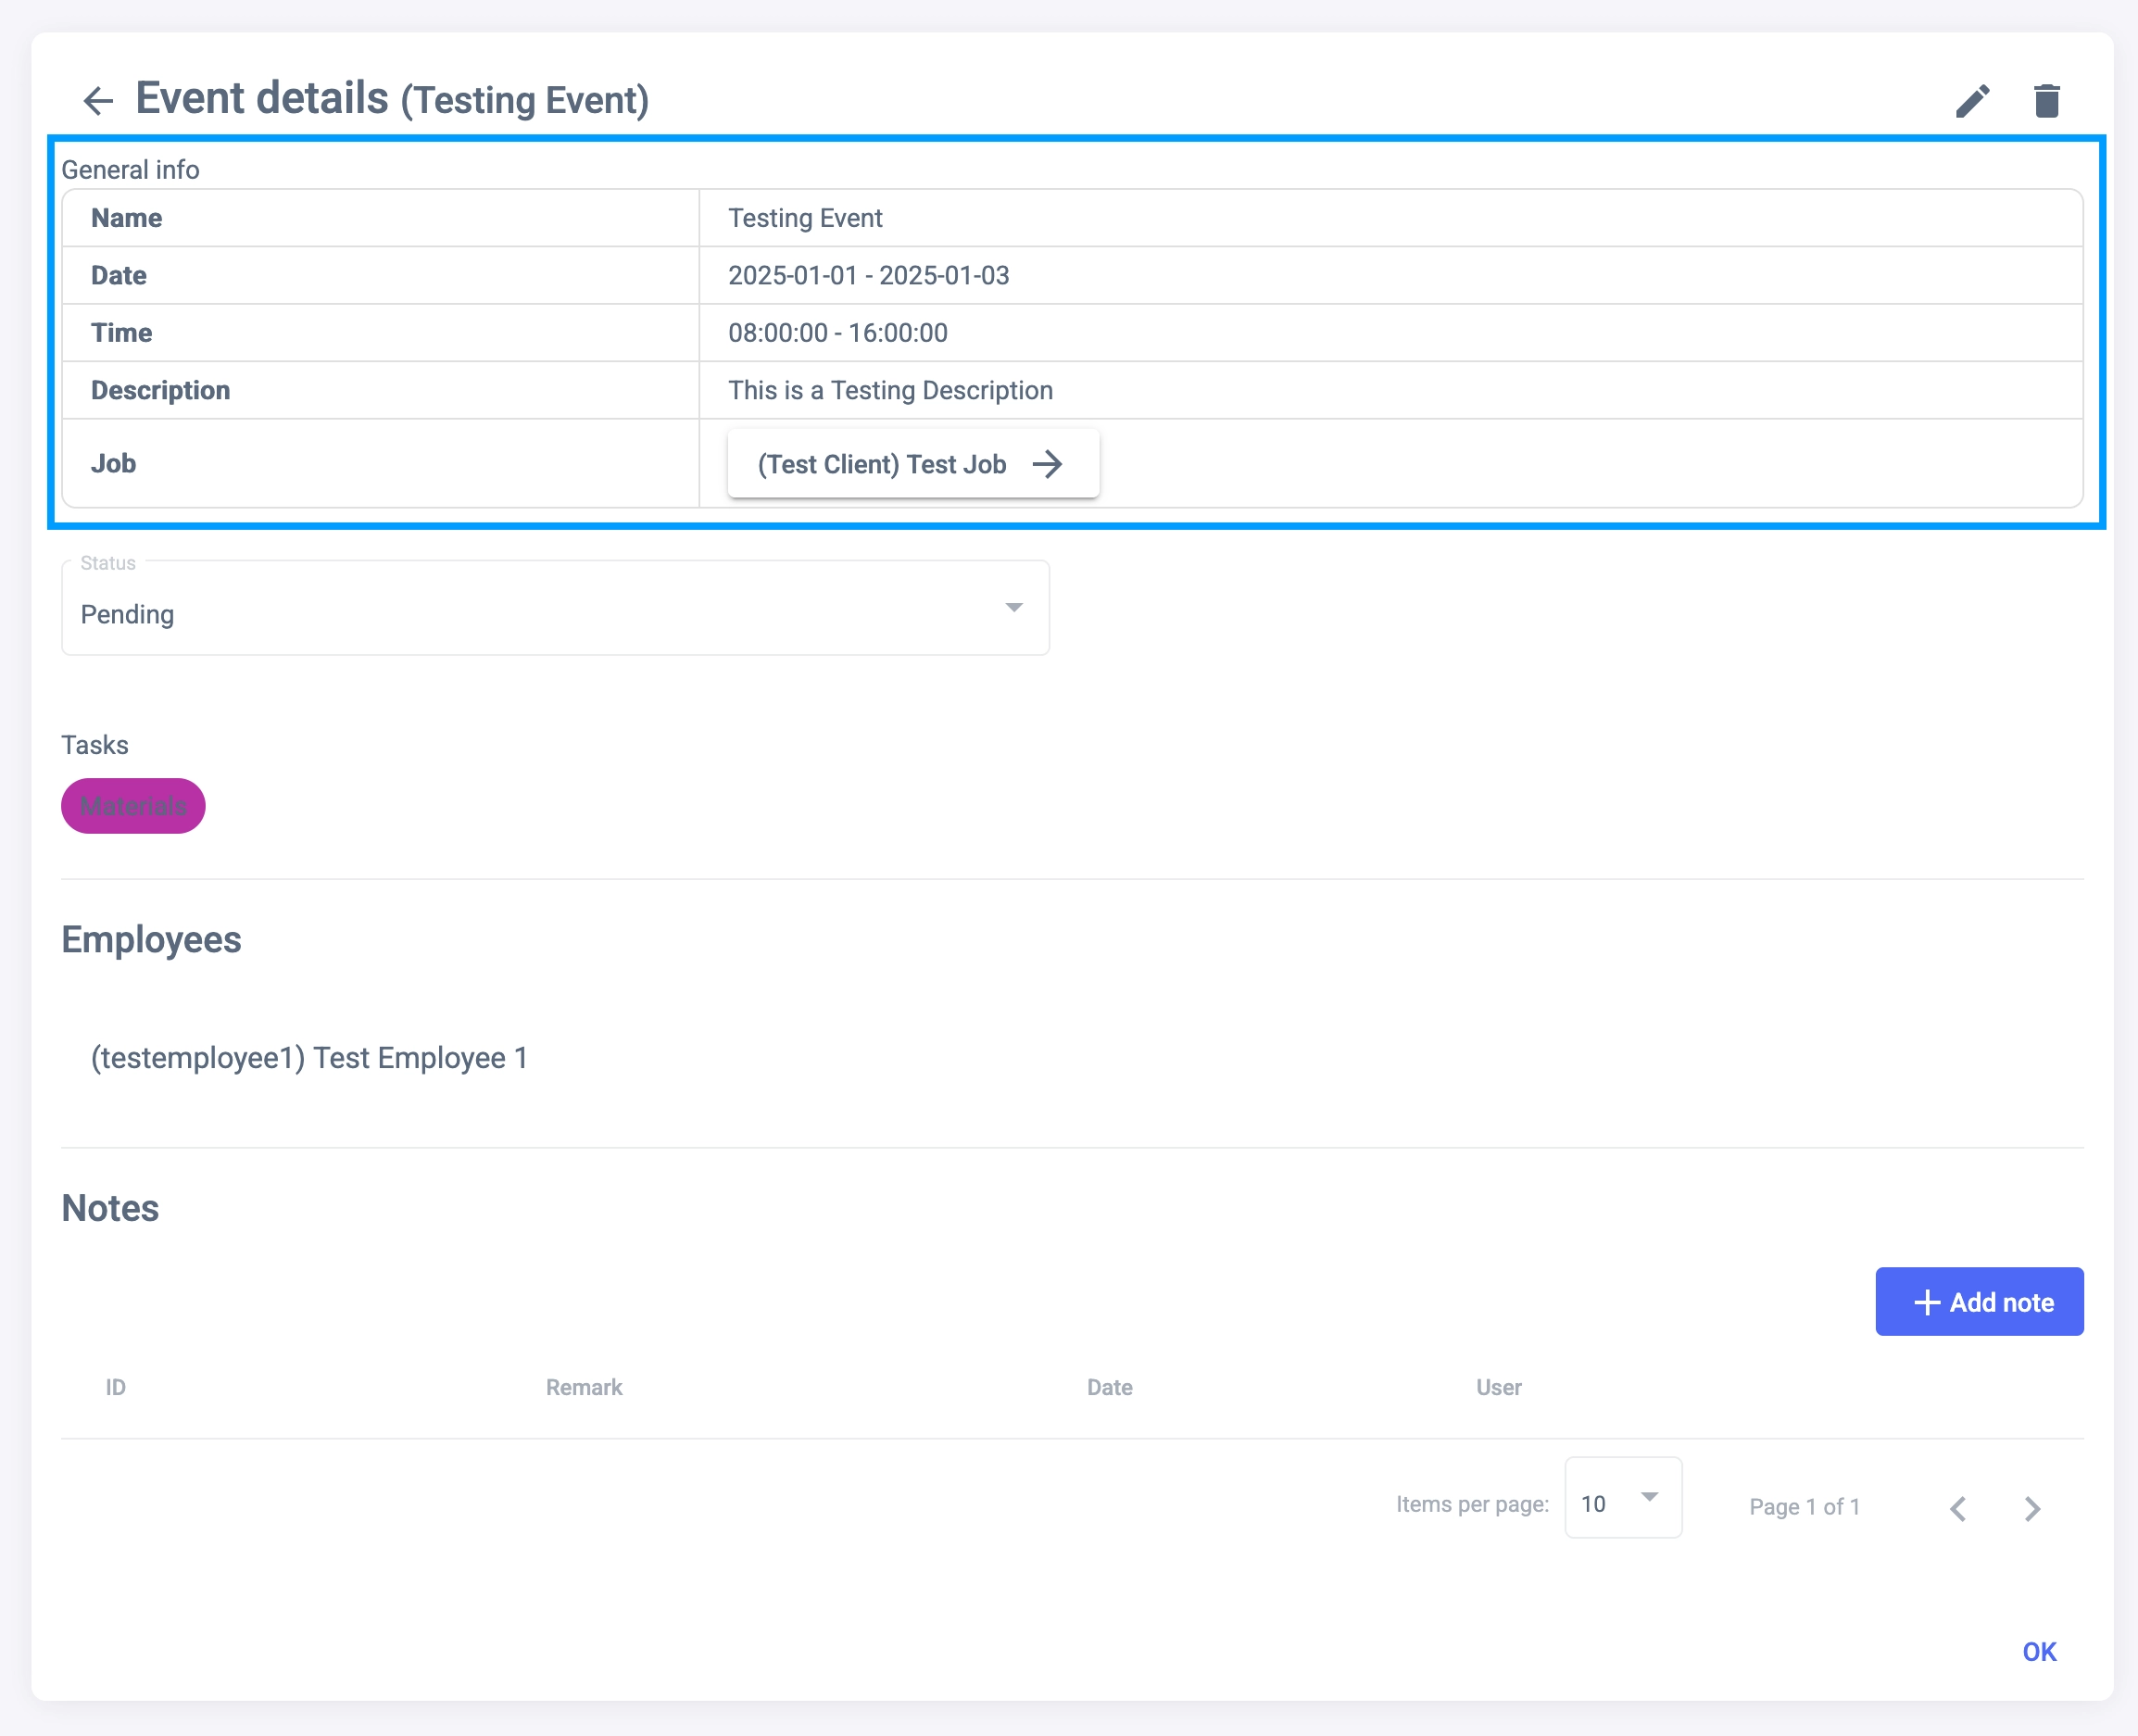 Event details (Testing Event)
General info
Name Testing Event
Date 2025-01-01 - 2025-01-03
Time 08:00:00 - 16:00:00
Description This is a Testing Description
Job (Test Client) Test Job
Status
Pending
Tasks
Materials
Employees
(testemployee1) Test Employee 1
Notes
Add note
ID Remark Date User
Items per page: 10 Page 1 of 1
OK